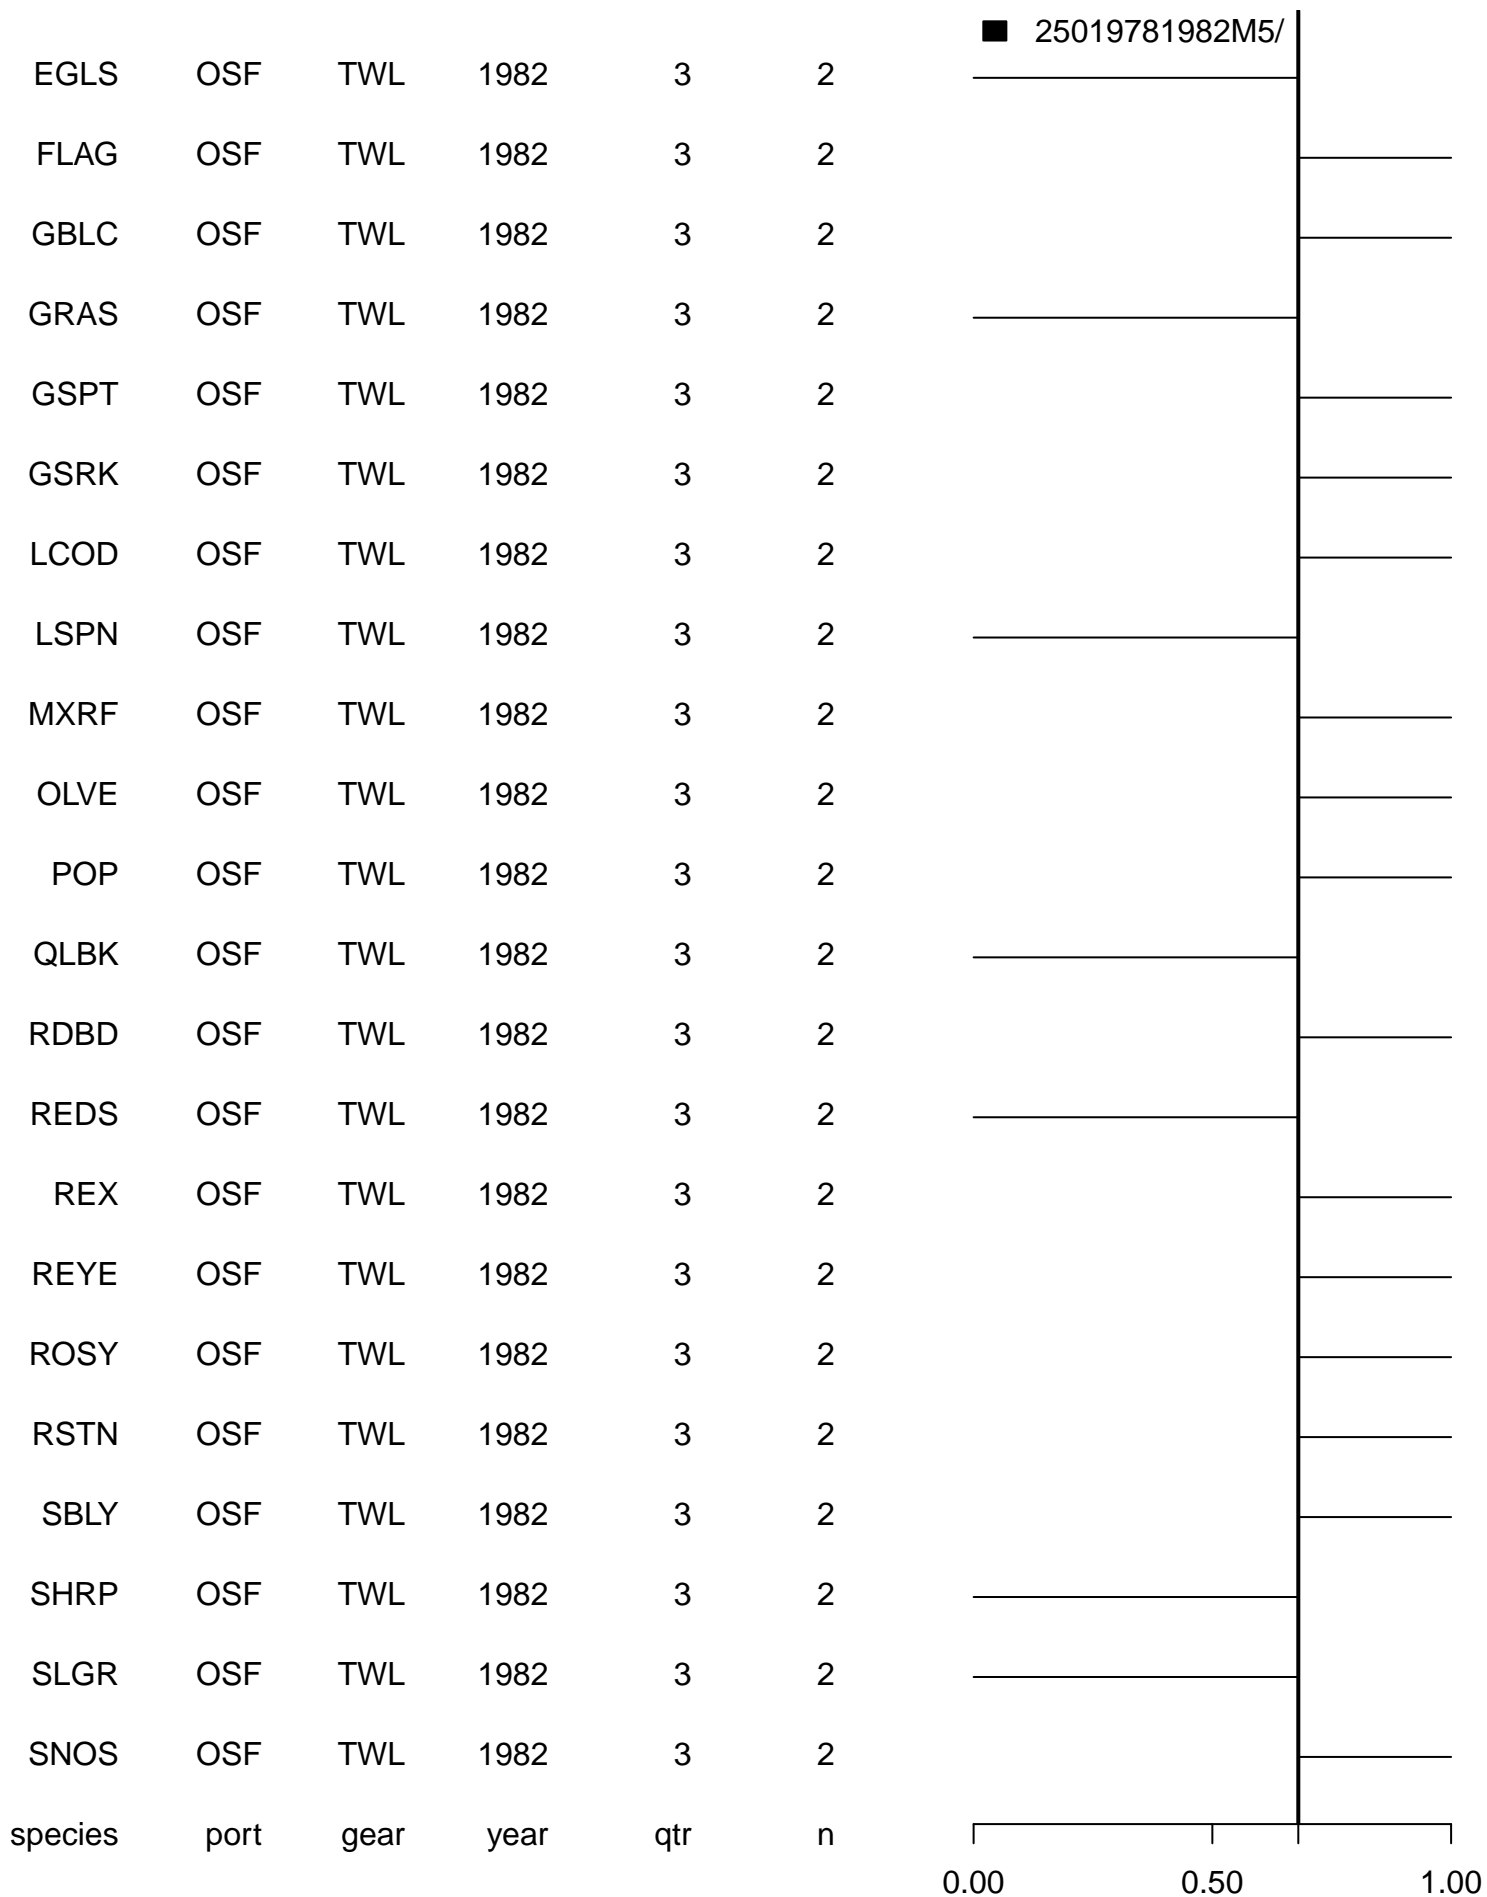 25019781982M5/
EGLS OSF TWL 1982 3 2
FLAG OSF TWL 1982 3 2
GBLC OSF TWL 1982 3 2
GRAS OSF TWL 1982 3 2
GSPT OSF TWL 1982 3 2
GSRK OSF TWL 1982 3 2
LCOD OSF TWL 1982 3 2
LSPN OSF TWL 1982 3 2
MXRF OSF TWL 1982 3 2
OLVE OSF TWL 1982 3 2
POP OSF TWL 1982 3 2
QLBK OSF TWL 1982 3 2
RDBD OSF TWL 1982 3 2
REDS OSF TWL 1982 3 2
REX OSF TWL 1982 3 2
REYE OSF TWL 1982 3 2
ROSY OSF TWL 1982 3 2
RSTN OSF TWL 1982 3 2
SBLY OSF TWL 1982 3 2
SHRP OSF TWL 1982 3 2
SLGR OSF TWL 1982 3 2
SNOS OSF TWL 1982 3 2
species port gear year qtr n
0.00 0.50 1.00